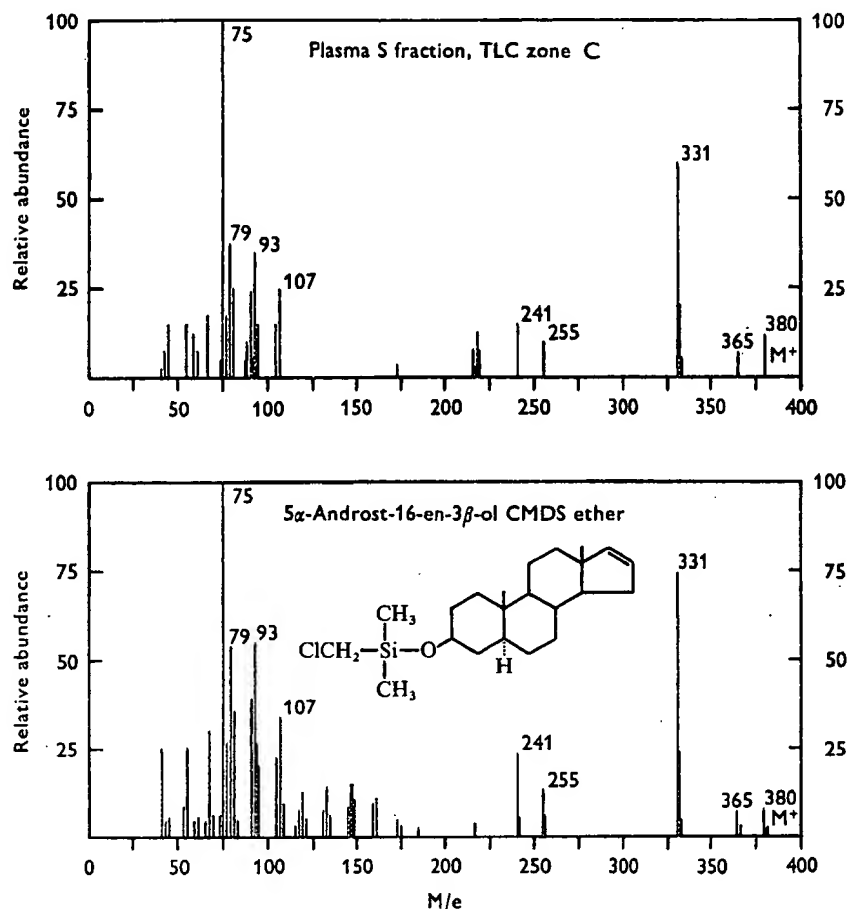 100
100
75
Plasma S fraction, TLC zone C
75
75
331
50
50
Relative abundance
79
93
107
25
25
241
255
365
380
M+
0 50 75 100 150 200 250 300 350 400
100
100
75
5α-Androst-16-en-3β-ol CMDS ether
75
75
331
CH₃
79
93
ClCH₂—Si—O
50
50
H
CH₃
Relative abundance
107
25
25
241
255
365
380
M+
0 50 75 100 150 200 250 300 350 400
M/e